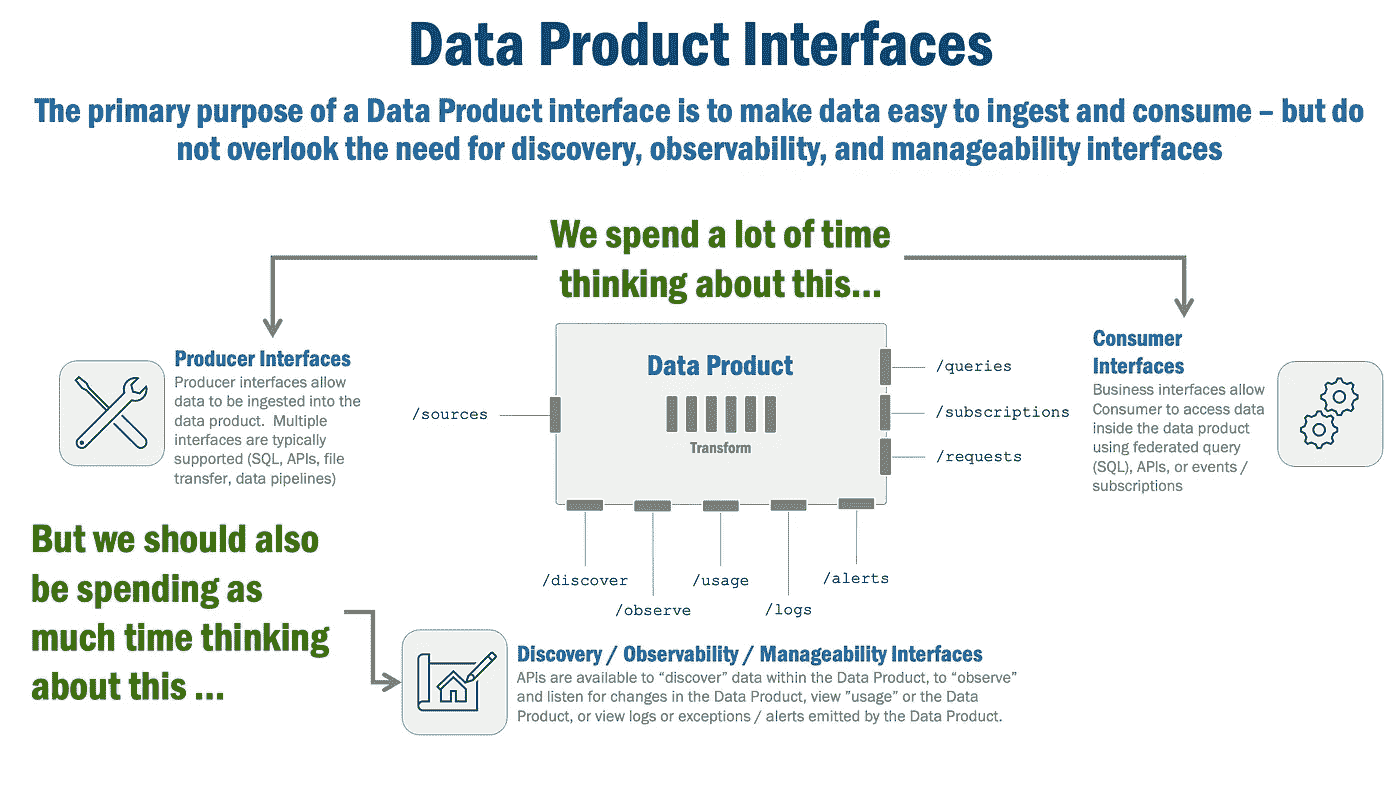 Data Product Interfaces
The primary purpose of a Data Product interface is to make data easy to ingest and consume – but do
not overlook the need for discovery, observability, and manageability interfaces
We spend a lot of time
thinking about this...
Producer Interfaces
Producer interfaces allow
data to be ingested into the
data product.  Multiple
interfaces are typically
supported (SQL, APIs, file
transfer, data pipelines)
/sources
Data Product
Transform
/queries
/subscriptions
/requests
Consumer
Interfaces
Business interfaces allow
Consumer to access data
inside the data product
using federated query
(SQL), APIs, or events /
subscriptions
/discover
/observe
/usage
/logs
/alerts
But we should also
be spending as
much time thinking
about this ...
Discovery / Observability / Manageability Interfaces
APIs are available to “discover” data within the Data Product, to “observe”
and listen for changes in the Data Product, view ”usage” or the Data
Product, or view logs or exceptions / alerts emitted by the Data Product.